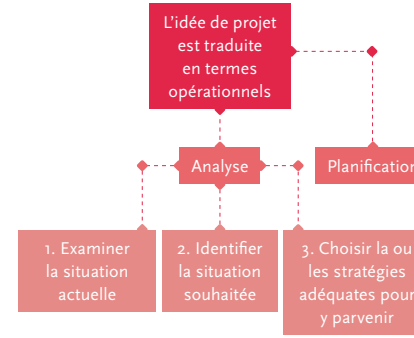 L'idée de projet
est traduite
en termes
opérationnels
Analyse
Planification
1. Examiner
la situation
actuelle
2. Identifier
la situation
souhaitée
3. Choisir la ou
les stratégies
adéquates pour
y parvenir